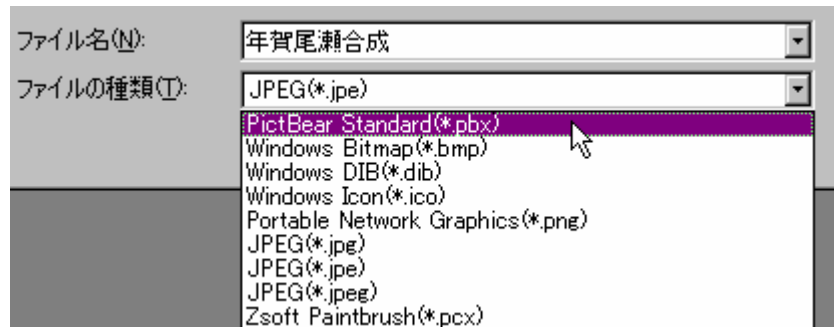 ファイル名(N): 年賀尾瀬合成
ファイルの種類(T): JPEG(*.jpe)
PictBear Standard(*.pbx)
Windows Bitmap(*.bmp)
Windows DIB(*.dib)
Windows Icon(*.ico)
Portable Network Graphics(*.png)
JPEG(*.jpg)
JPEG(*.jpe)
JPEG(*.jpeg)
Zsoft Paintbrush(*.pcx)